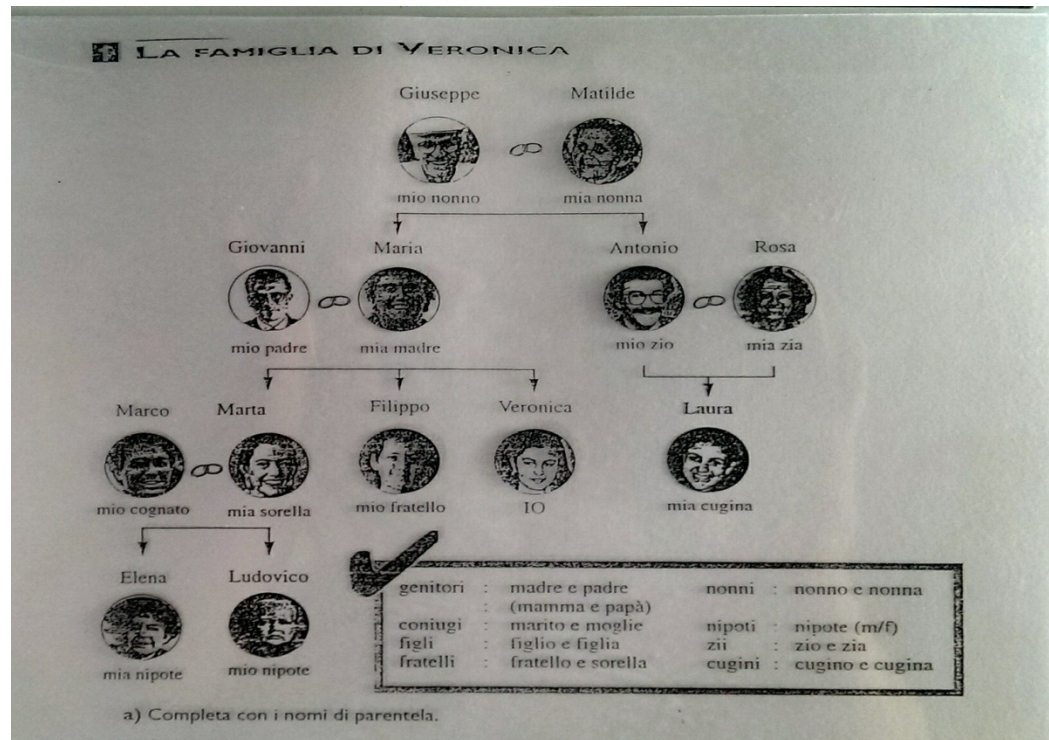 LA FAMIGLIA DI VERONICA
Giuseppe Matilde
mio nonno mia nonna
Giovanni Maria Antonio Rosa
mio padre mia madre mio zio mia zia
Marco Marta Filippo Veronica Laura
mio cognato mia sorella mio fratello IO mia cugina
Elena Ludovico
mia nipote mio nipote
genitori : madre e padre nonni : nonno e nonna
: (mamma e papà)
coniugi : marito e moglie nipoti : nipote (m/f)
figli : figlio e figlia zii : zio e zia
fratelli : fratello e sorella cugini : cugino e cugina
a) Completa con i nomi di parentela.